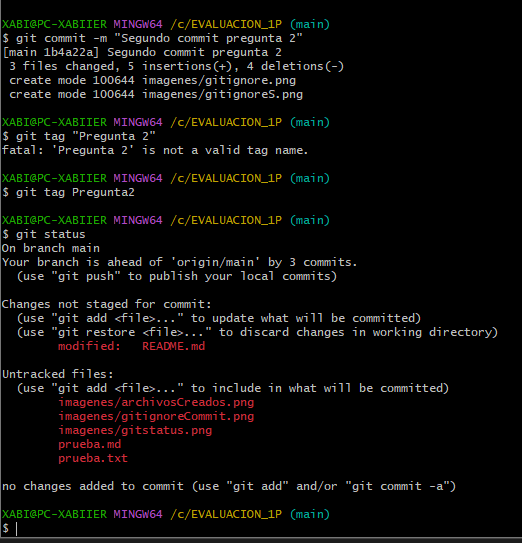 XABI@PC-XABIIER MINGW64 /c/EVALUACION_1P (main)
$ git commit -m "Segundo commit pregunta 2"
[main 1b4a22a] Segundo commit pregunta 2
 3 files changed, 5 insertions(+), 4 deletions(-)
 create mode 100644 imagenes/gitignore.png
 create mode 100644 imagenes/gitignoreS.png

XABI@PC-XABIIER MINGW64 /c/EVALUACION_1P (main)
$ git tag "Pregunta 2"
fatal: 'Pregunta 2' is not a valid tag name.

XABI@PC-XABIIER MINGW64 /c/EVALUACION_1P (main)
$ git tag Pregunta2

XABI@PC-XABIIER MINGW64 /c/EVALUACION_1P (main)
$ git status
On branch main
Your branch is ahead of 'origin/main' by 3 commits.
  (use "git push" to publish your local commits)

Changes not staged for commit:
  (use "git add <file>..." to update what will be committed)
  (use "git restore <file>..." to discard changes in working directory)
        modified:   README.md

Untracked files:
  (use "git add <file>..." to include in what will be committed)
        imagenes/archivosCreados.png
        imagenes/gitignoreCommit.png
        imagenes/gitstatus.png
        prueba.md
        prueba.txt

no changes added to commit (use "git add" and/or "git commit -a")

XABI@PC-XABIIER MINGW64 /c/EVALUACION_1P (main)
$